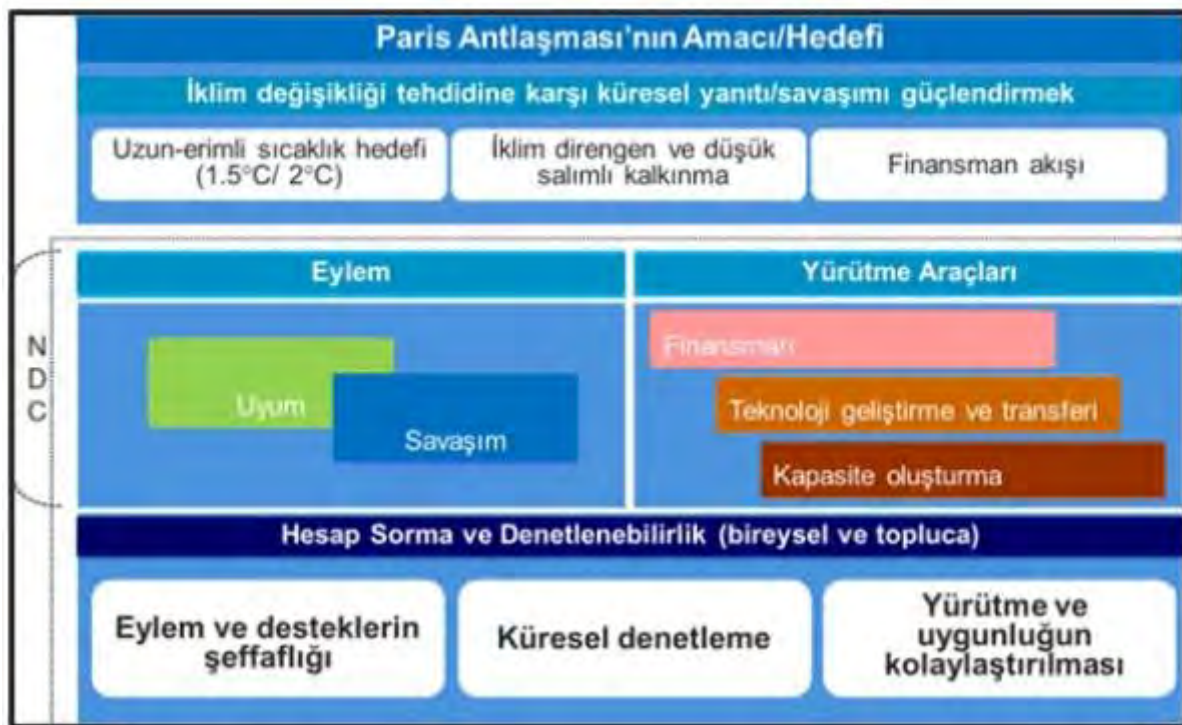 Paris Antlaşması'nın Amacı/Hedefi
İklim değişikliği tehdidine karşı küresel yanıtı/savaşımı güçlendirmek
Uzun-erimli sıcaklık hedefi
(1.5°C/ 2°C)
İklim direngen ve düşük
salımlı kalkınma
Finansman akışı
N
D
C
Eylem
Uyum
Savaşım
Yürütme Araçları
Finansman
Teknoloji geliştirme ve transferi
Kapasite oluşturma
Hesap Sorma ve Denetlenebilirlik (bireysel ve topluca)
Eylem ve desteklerin
şeffaflığı
Küresel denetleme
Yürütme ve
uygunluğun
kolaylaştırılması